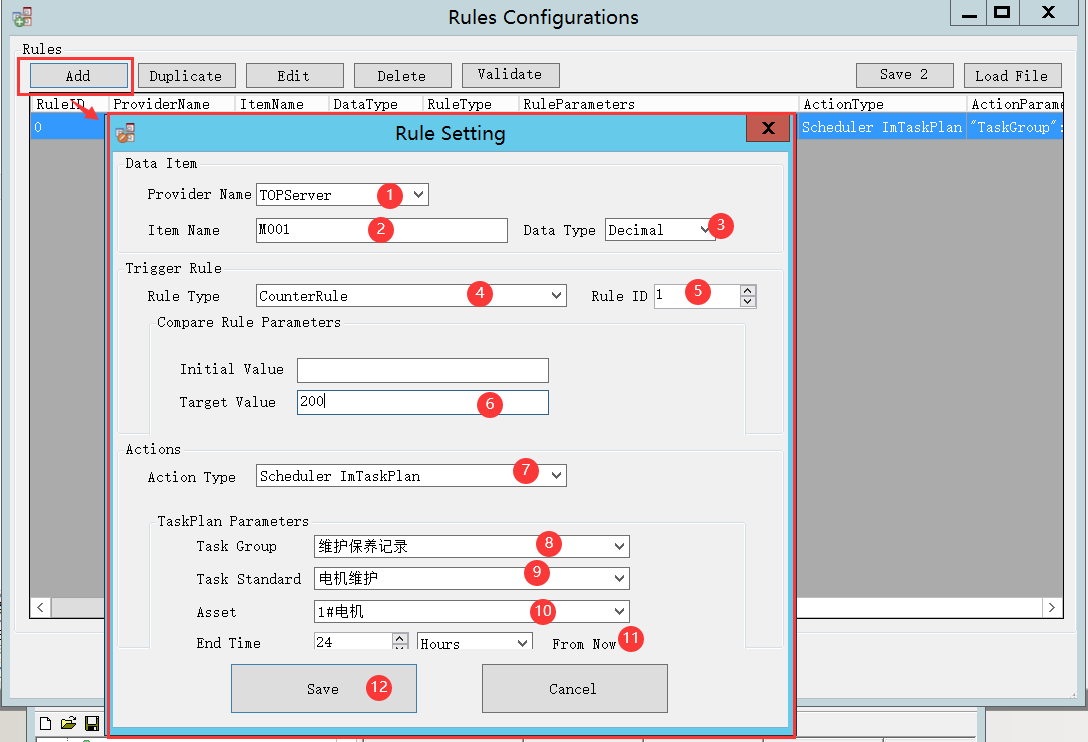 Rules Configurations
Rules
Add Duplicate Edit Delete Validate Save 2 Load File
RuleID ProviderName ItemName DataType RuleType RuleParameters ActionType ActionParame
0 Scheduler ImTaskPlan "TaskGroup":
Rule Setting
Data Item
Provider Name TOPServer 1
Item Name M001 2 Data Type Decimal 3
Trigger Rule
Rule Type CounterRule 4 Rule ID 1 5
Compare Rule Parameters
Initial Value
Target Value 200 6
Actions
Action Type Scheduler ImTaskPlan 7
TaskPlan Parameters
Task Group 维护保养记录 8
Task Standard 电机维护 9
Asset 1#电机 10
End Time 24 Hours From Now 11
Save 12 Cancel